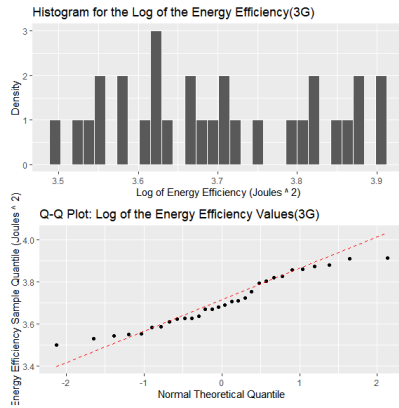 Histogram for the Log of the Energy Efficiency(3G)
Density
3
2
1
0
3.5 3.6 3.7 3.8 3.9
Log of Energy Efficiency (Joules ^ 2)
Q-Q Plot: Log of the Energy Efficiency Values(3G)
Energy Efficiency Sample Quantile (Joules ^ 2)
4.0
3.8
3.6
3.4
-2 -1 0 1 2
Normal Theoretical Quantile